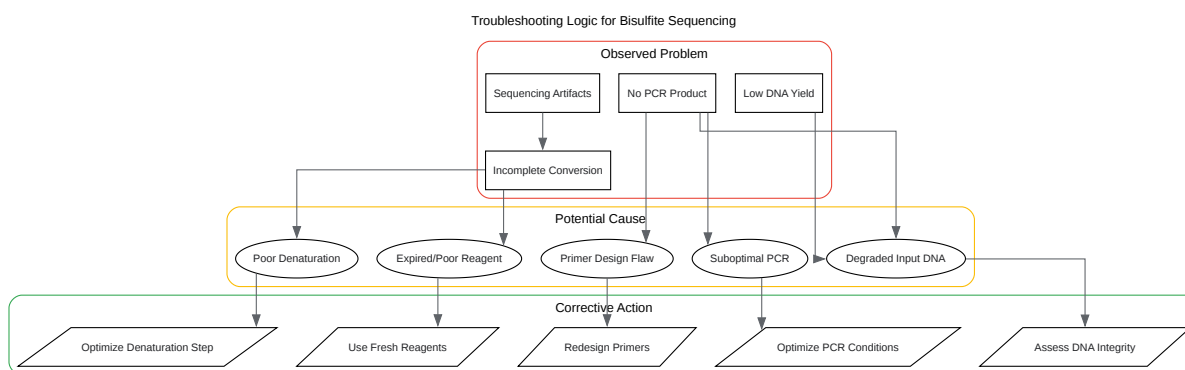 Troubleshooting Logic for Bisulfite Sequencing
Observed Problem
Sequencing Artifacts
No PCR Product
Low DNA Yield
Incomplete Conversion
Potential Cause
Poor Denaturation
Expired/Poor Reagent
Primer Design Flaw
Suboptimal PCR
Degraded Input DNA
Corrective Action
Optimize Denaturation Step
Use Fresh Reagents
Redesign Primers
Optimize PCR Conditions
Assess DNA Integrity